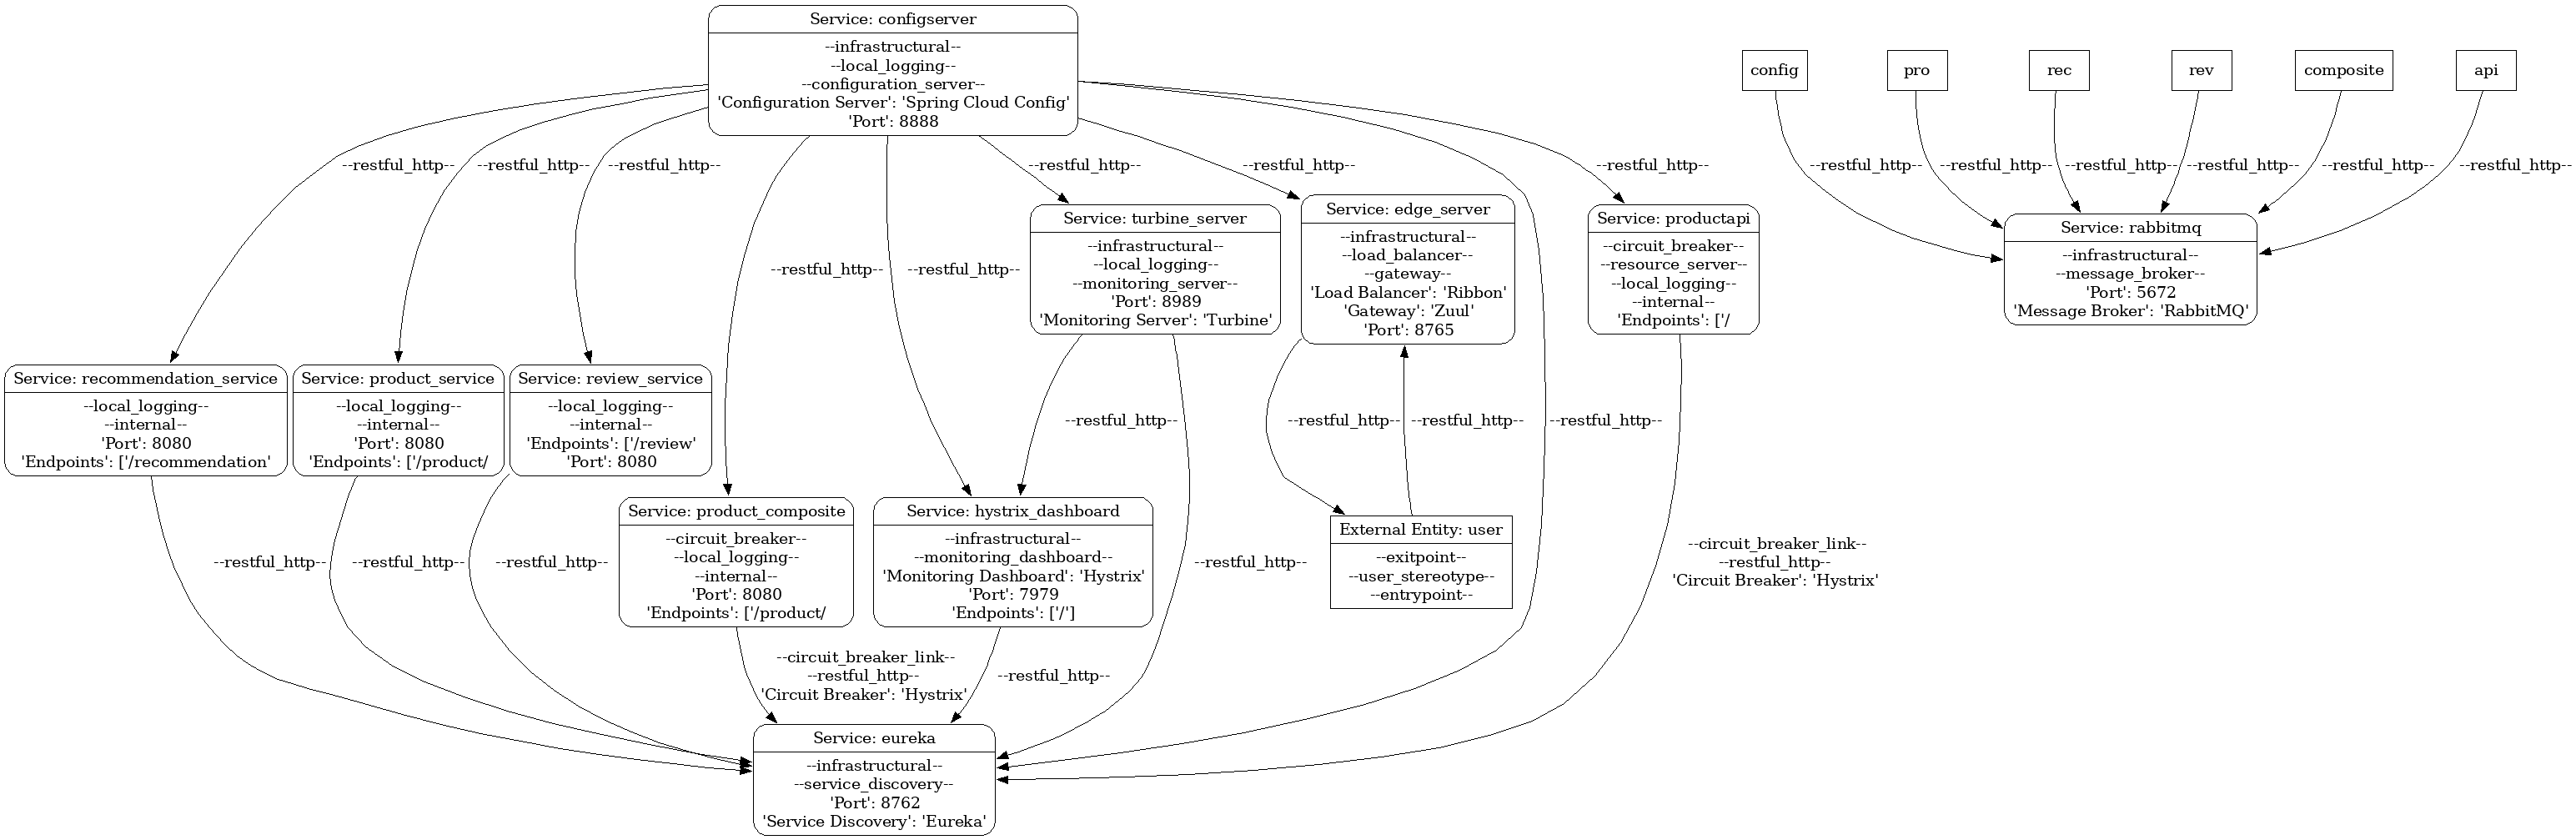 Service: configserver
--infrastructural--
--local_logging--
--configuration_server--
'Configuration Server': 'Spring Cloud Config'
'Port': 8888
config
pro
rec
rev
composite
api
--restful_http--
--restful_http--
--restful_http--
--restful_http--
--restful_http--
--restful_http--
--restful_http--
--restful_http--
--restful_http--
--restful_http--
--restful_http--
--restful_http--
--restful_http--
--restful_http--
Service: turbine_server
--infrastructural--
--local_logging--
--monitoring_server--
'Port': 8989
'Monitoring Server': 'Turbine'
Service: edge_server
--infrastructural--
--load_balancer--
--gateway--
'Load Balancer': 'Ribbon'
'Gateway': 'Zuul'
'Port': 8765
Service: productapi
--circuit_breaker--
--resource_server--
--local_logging--
--internal--
'Endpoints': ['/
Service: rabbitmq
--infrastructural--
--message_broker--
'Port': 5672
'Message Broker': 'RabbitMQ'
Service: recommendation_service
--local_logging--
--internal--
'Port': 8080
'Endpoints': ['/recommendation'
Service: product_service
--local_logging--
--internal--
'Port': 8080
'Endpoints': ['/product/
Service: review_service
--local_logging--
--internal--
'Endpoints': ['/review'
'Port': 8080
--restful_http--
--restful_http--
--restful_http--
--restful_http--
Service: product_composite
--circuit_breaker--
--local_logging--
--internal--
'Port': 8080
'Endpoints': ['/product/
Service: hystrix_dashboard
--infrastructural--
--monitoring_dashboard--
'Monitoring Dashboard': 'Hystrix'
'Port': 7979
'Endpoints': ['/']
External Entity: user
--exitpoint--
--user_stereotype--
--entrypoint--
--restful_http--
--restful_http--
--restful_http--
--restful_http--
--circuit_breaker_link--
--restful_http--
'Circuit Breaker': 'Hystrix'
--circuit_breaker_link--
--restful_http--
'Circuit Breaker': 'Hystrix'
--restful_http--
Service: eureka
--infrastructural--
--service_discovery--
'Port': 8762
'Service Discovery': 'Eureka'